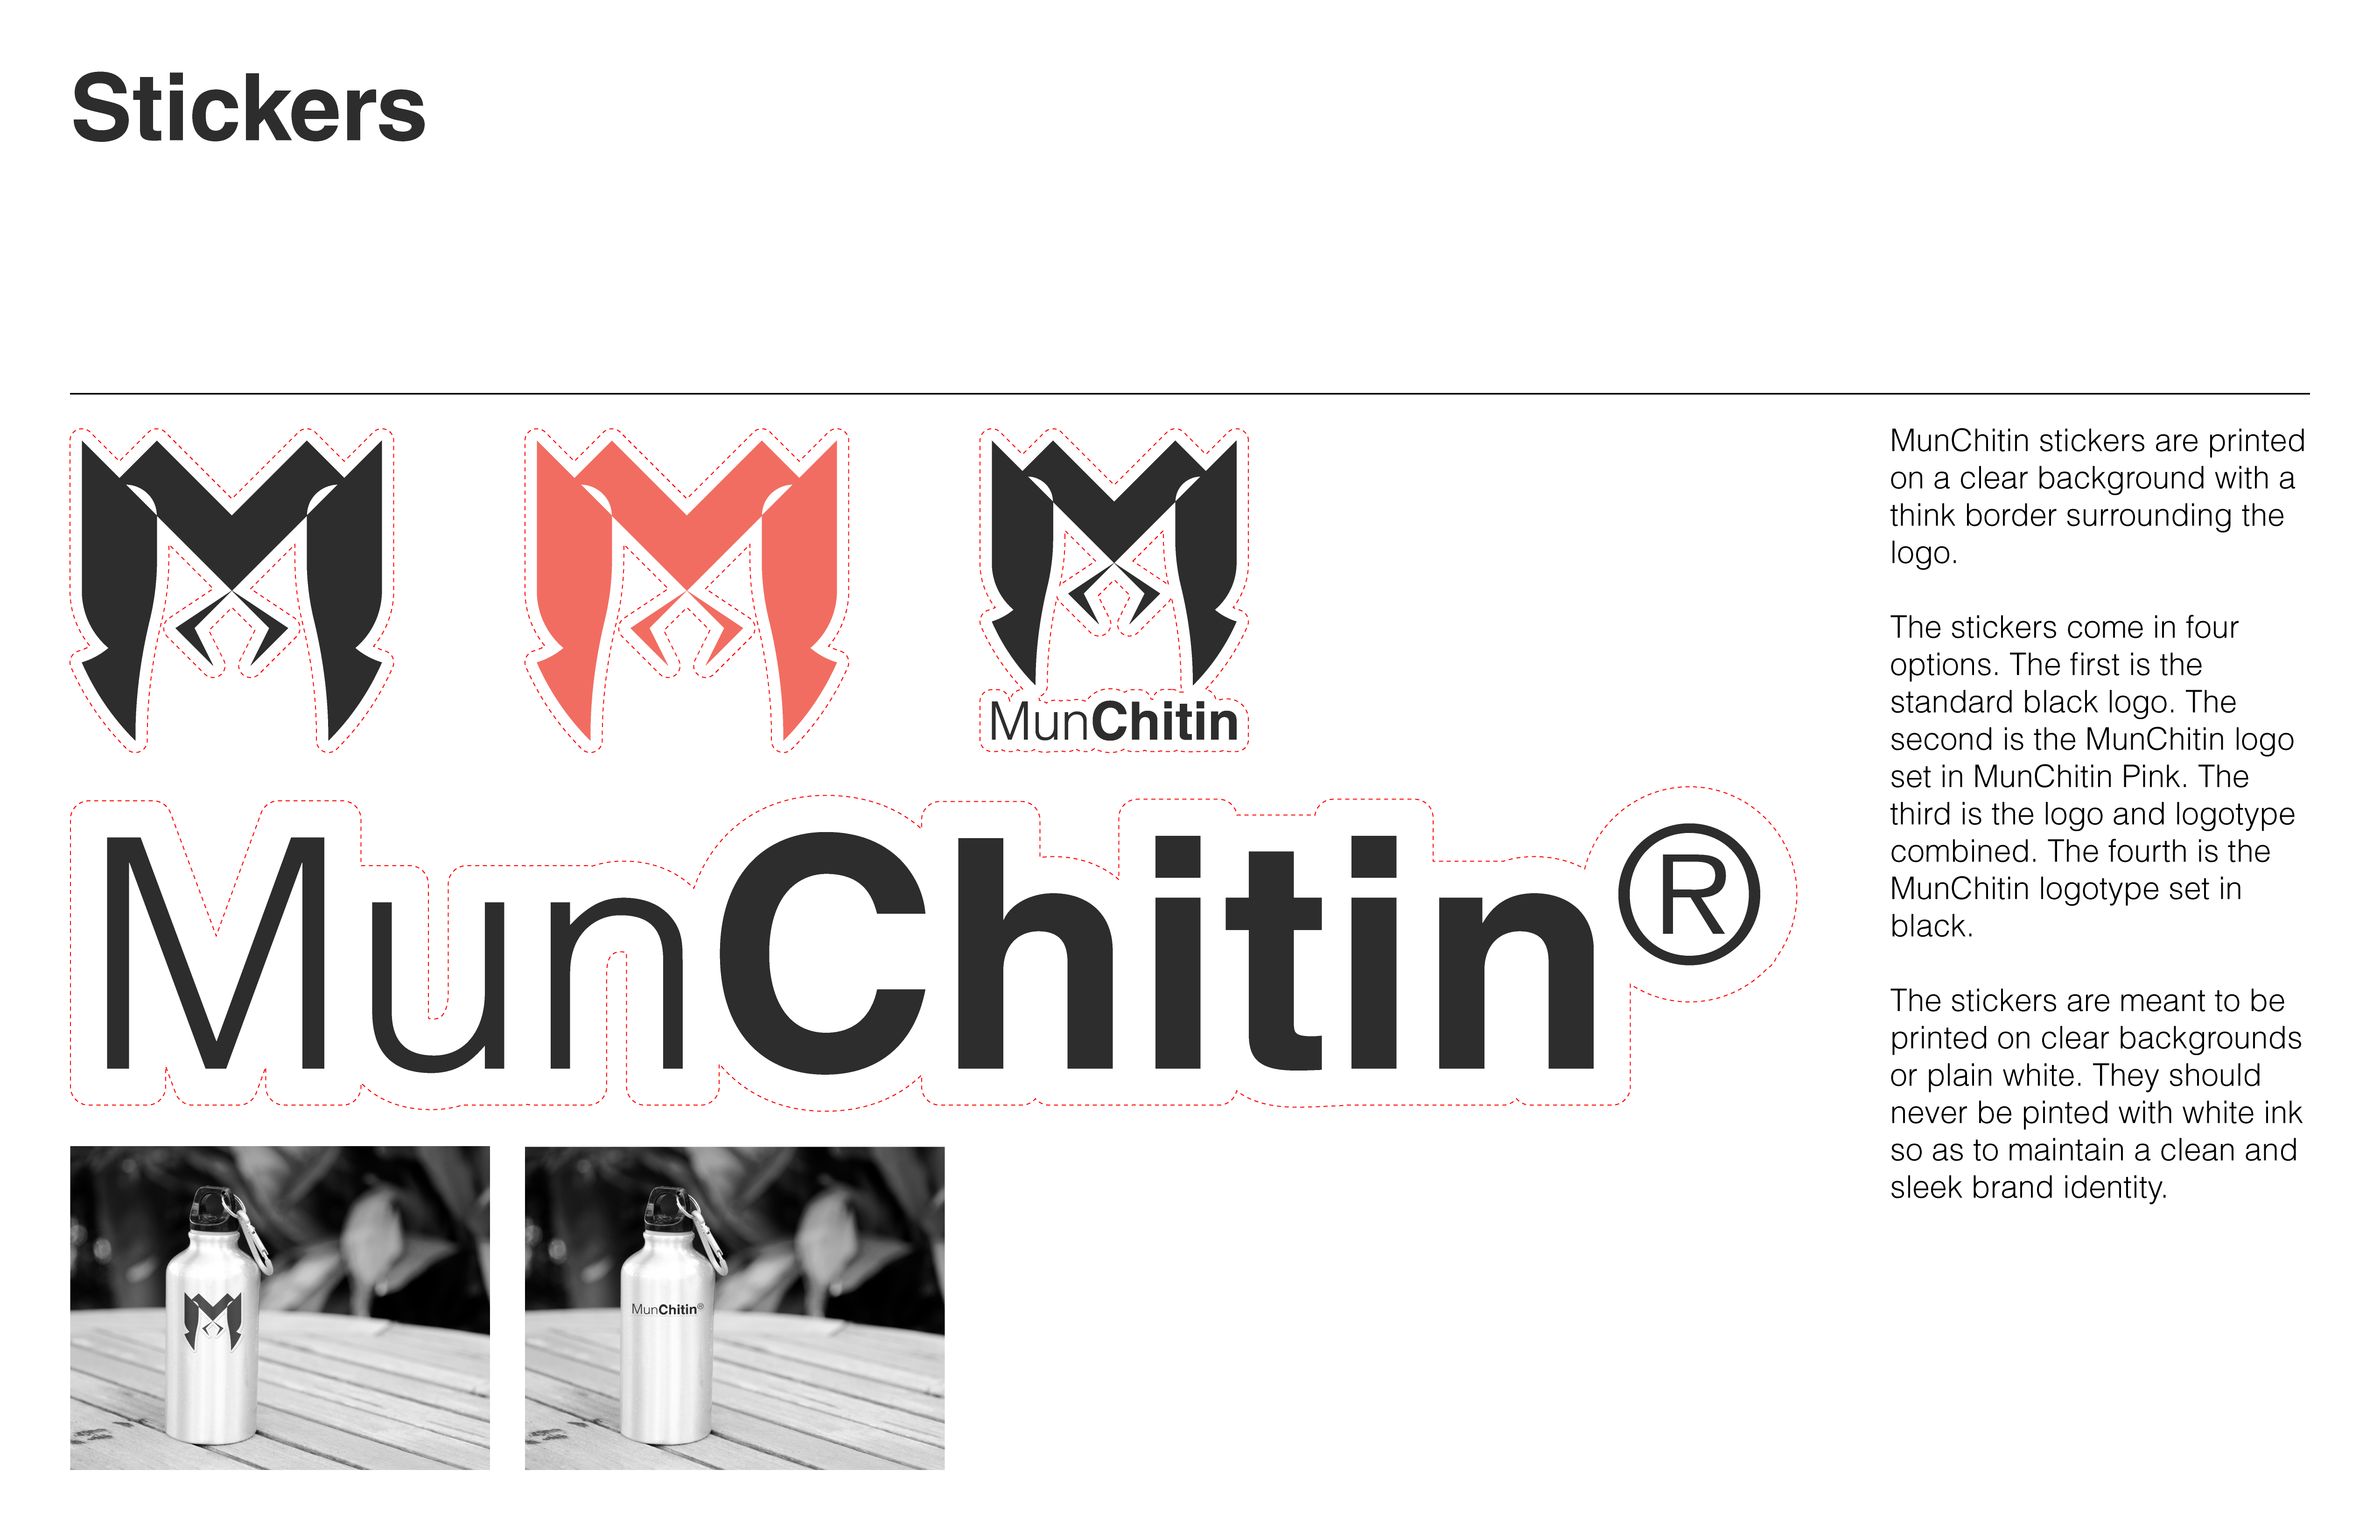 Stickers
MunChitin
MunChitin®
MunChitin®
MunChitin stickers are printed
on a clear background with a
think border surrounding the
logo.
The stickers come in four
options. The first is the
standard black logo. The
second is the MunChitin logo
set in MunChitin Pink. The
third is the logo and logotype
combined. The fourth is the
MunChitin logotype set in
black.
The stickers are meant to be
printed on clear backgrounds
or plain white. They should
never be pinted with white ink
so as to maintain a clean and
sleek brand identity.